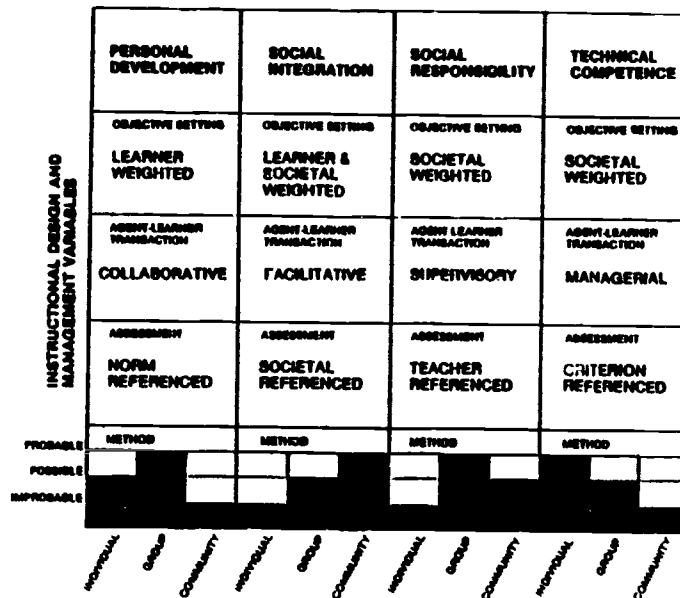 PERSONAL DEVELOPMENT
SOCIAL INTEGRATION
SOCIAL RESPONSIBILITY
TECHNICAL COMPETENCE
INSTRUCTIONAL DESIGN AND
MANAGEMENT VARIABLES
OBJECTIVE SETTING
LEARNER
WEIGHTED
OBJECTIVE SETTING
LEARNER &
SOCIETAL
WEIGHTED
OBJECTIVE SETTING
SOCIETAL
WEIGHTED
OBJECTIVE SETTING
SOCIETAL
WEIGHTED
AGENT-LEARNER
TRANSACTION
COLLABORATIVE
AGENT-LEARNER
TRANSACTION
FACILITATIVE
AGENT LEARNER
TRANSACTION
SUPERVISORY
AGENT-LEARNER
TRANSACTION
MANAGERIAL
ASSESSMENT
NORM
REFERENCED
ASSESSMENT
SOCIETAL
REFERENCED
ASSESSMENT
TEACHER
REFERENCED
ASSESSMENT
CRITERION
REFERENCED
PROBABLE
METHOD
METHOD
METHOD
METHOD
POSSIBLE
IMPROBABLE
INDIVIDUAL
GROUP
COMMUNITY
INDIVIDUAL
GROUP
COMMUNITY
INDIVIDUAL
GROUP
COMMUNITY
INDIVIDUAL
GROUP
COMMUNITY